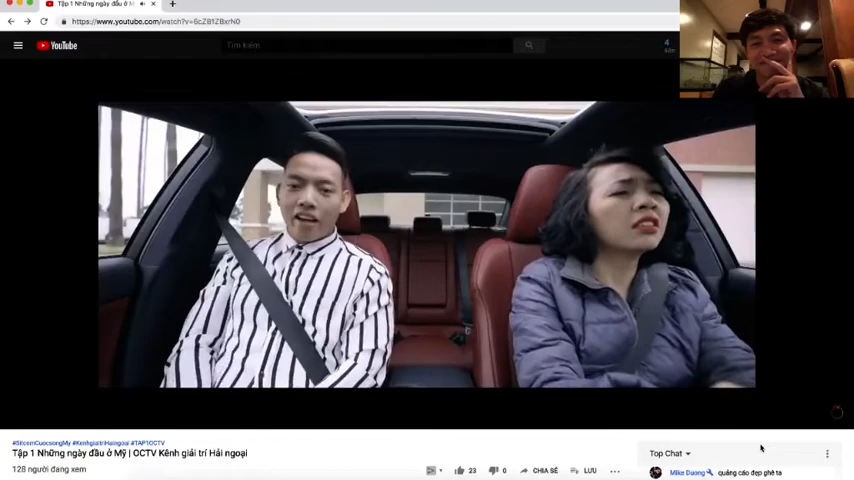 Tập 1 Những ngày đầu ở M
https://www.youtube.com/watch?v=6cZB1ZBxrN0
YouTube
Tìm kiếm
4
#SitcomCuocsongMy #KenhgiaitriHaingoai #TAP1OCTV
Tập 1 Những ngày đầu ở Mỹ | OCTV Kênh giải trí Hải ngoại
128 người đang xem
23
0
CHIA SẺ
LƯU
Top Chat
Mike Duong quảng cáo đẹp ghê ta